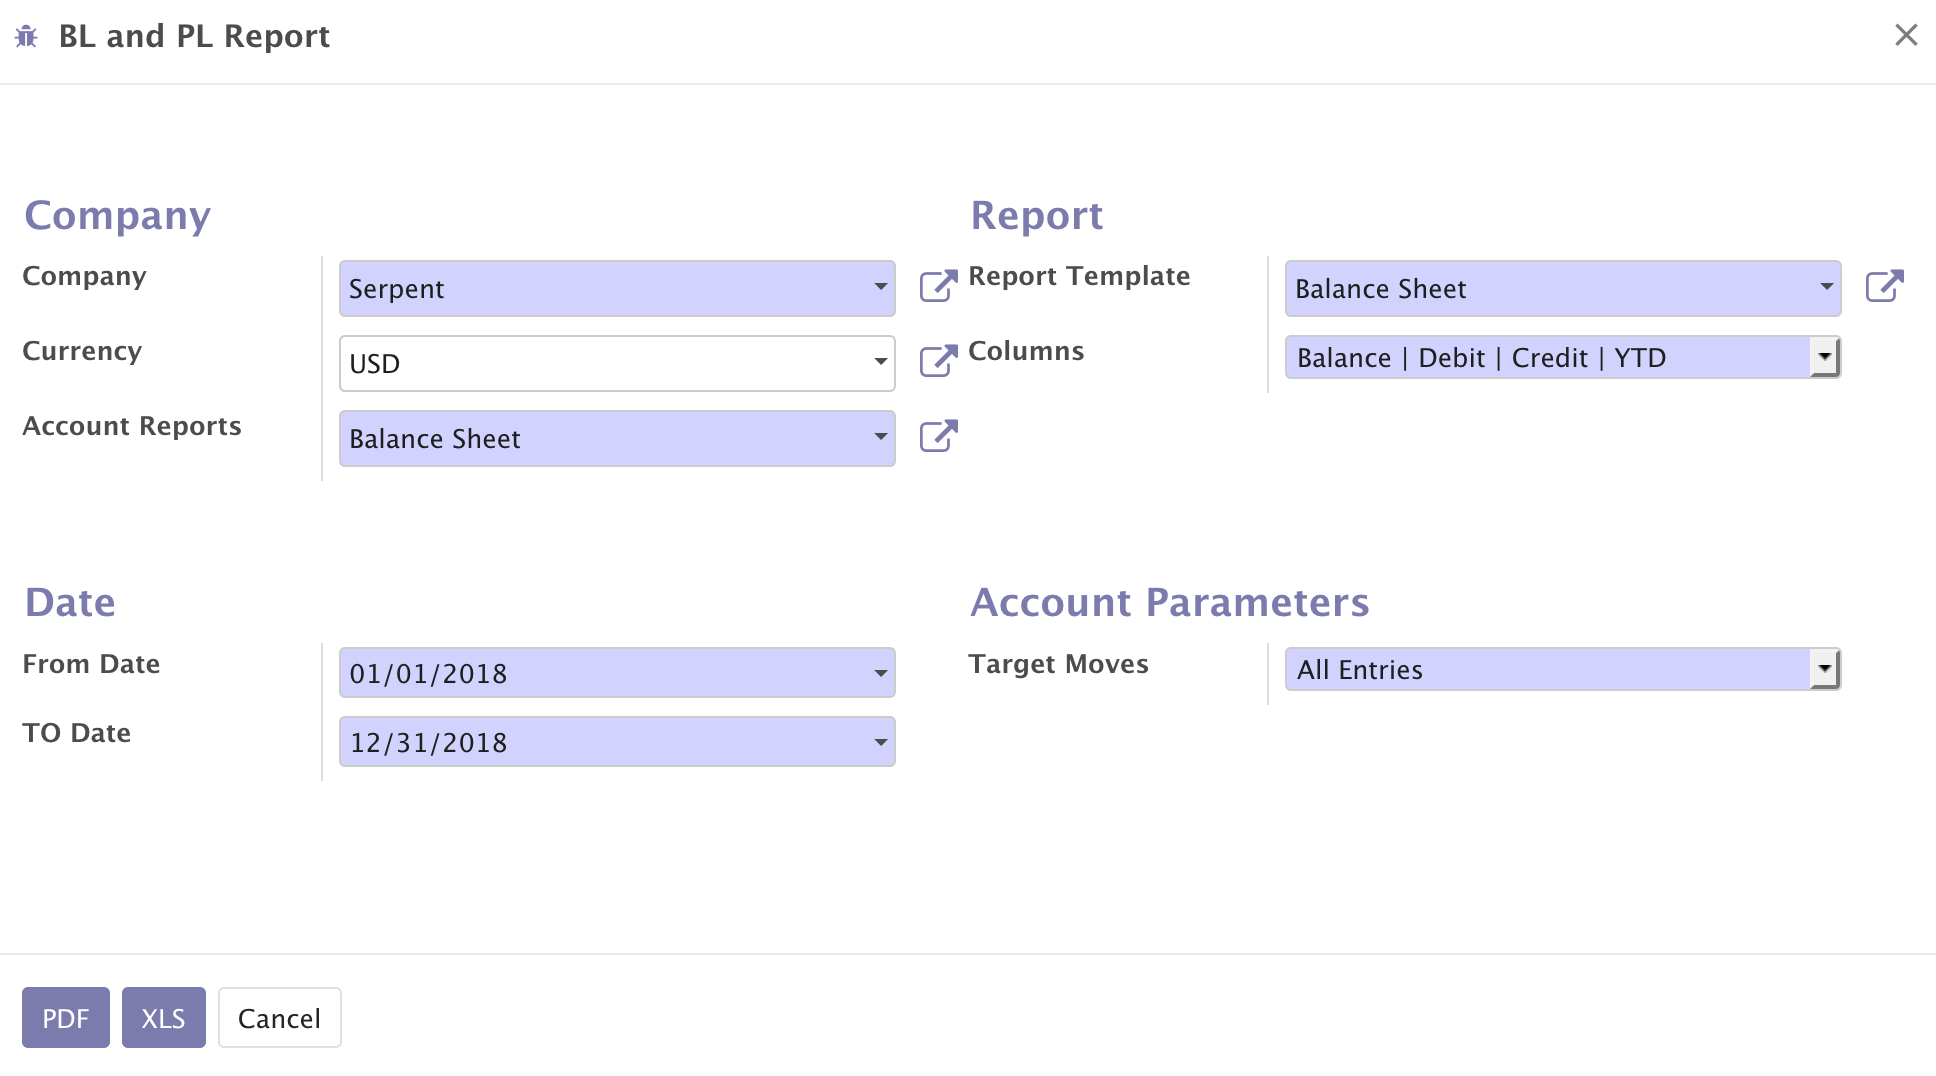 BL and PL Report
Company
Company
Serpent
Currency
USD
Account Reports
Balance Sheet
Report
Report Template
Balance Sheet
Columns
Balance | Debit | Credit | YTD
Date
From Date
01/01/2018
TO Date
12/31/2018
Account Parameters
Target Moves
All Entries
PDF
XLS
Cancel